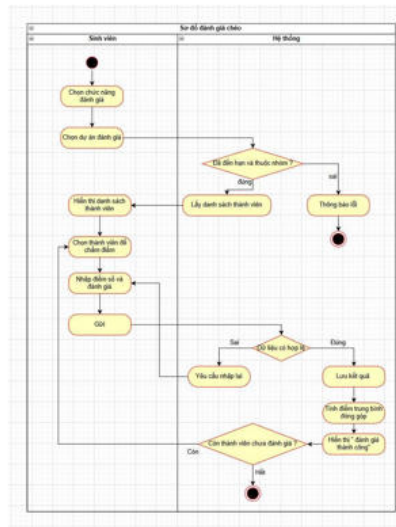 Sơ đồ đánh giá chéo
Sinh viên
Hệ thống
Chọn chức năng
đánh giá
Chọn dự án đánh giá
Đã đến hạn và thuộc nhóm ?
đúng
sai
Hiển thị danh sách
thành viên
Lấy danh sách thành viên
Thông báo lỗi
Chọn thành viên để
chấm điểm
Nhập điểm số và
đánh giá
Gửi
Sai
Dữ liệu có hợp lệ
Đúng
Yêu cầu nhập lại
Lưu kết quả
Tính điểm trung bình
đóng góp
Còn thành viên chưa đánh giá ?
Hiển thị " đánh giá
thành công"
Còn
Hết